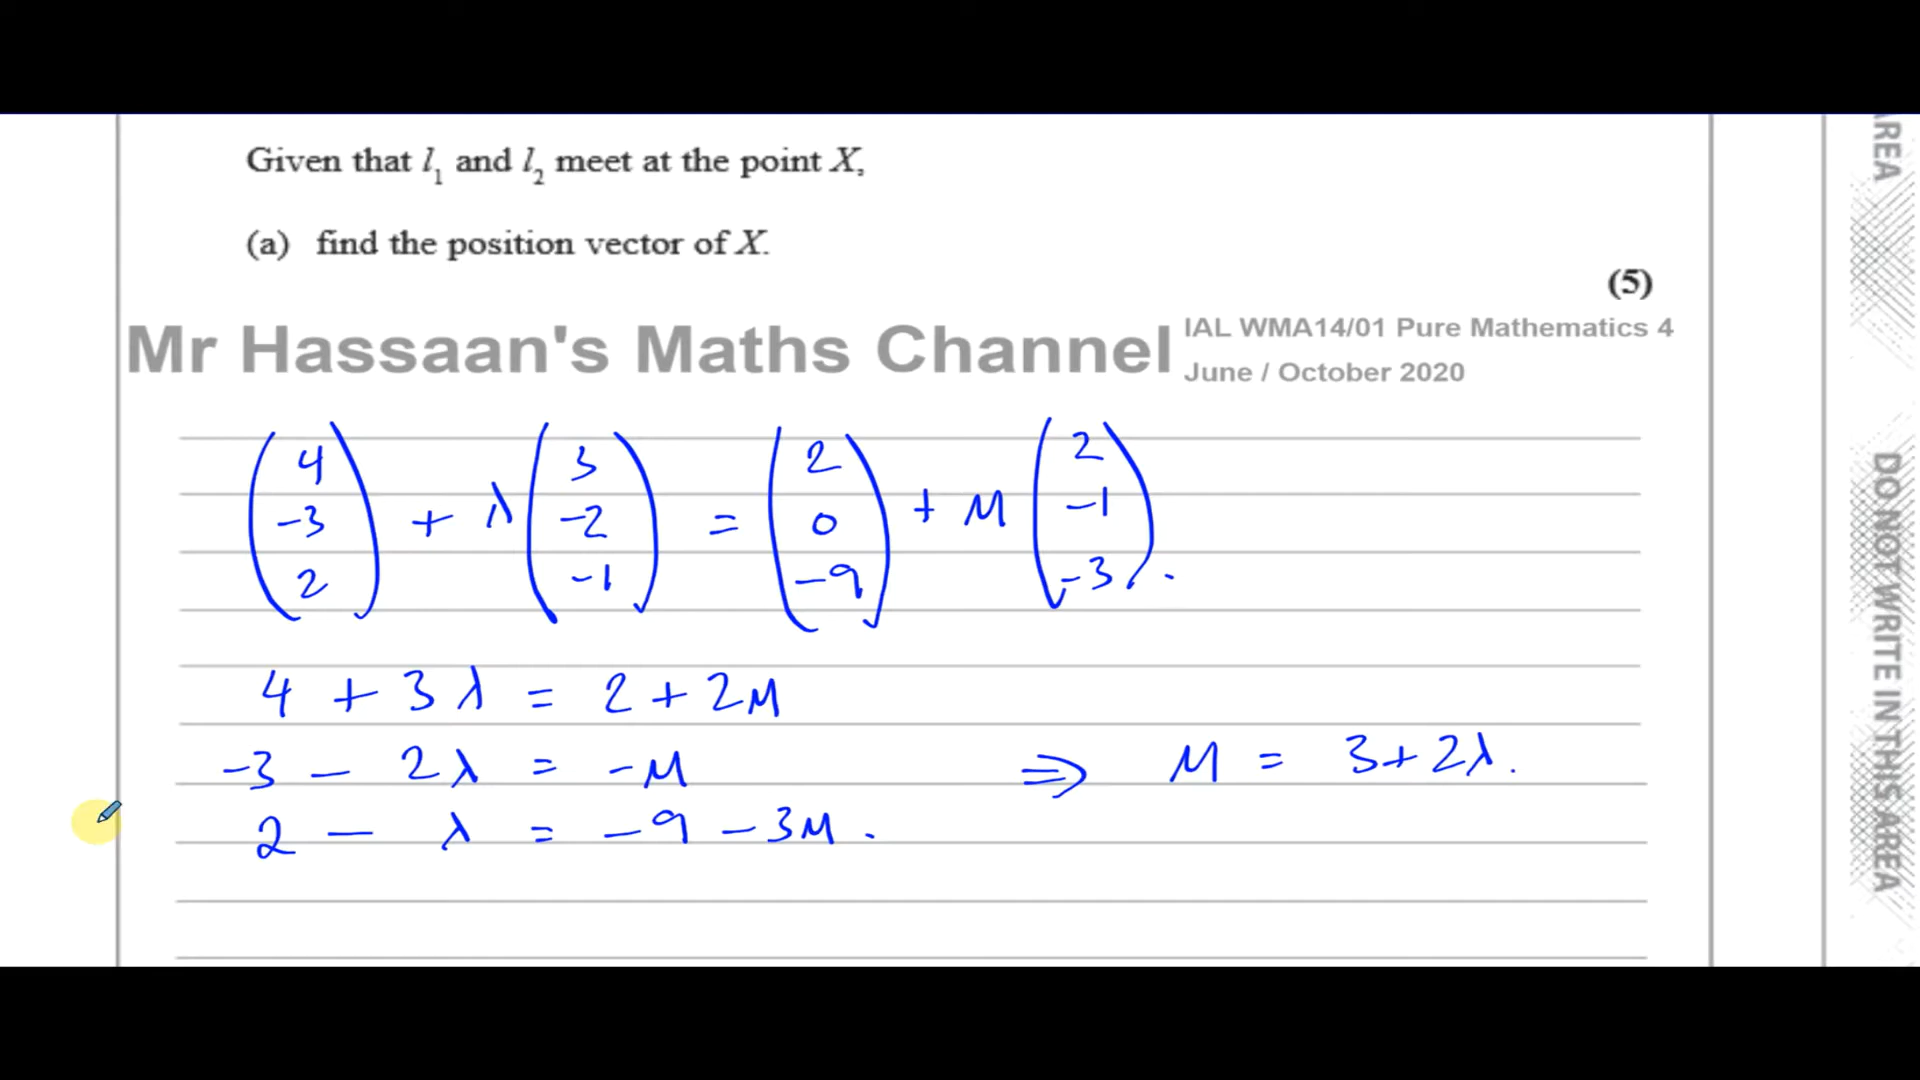 Given that l₁ and l₂ meet at the point X,
(a) find the position vector of X.
(5)
Mr Hassaan's Maths Channel
IAL WMA14/01 Pure Mathematics 4
June / October 2020
(4 -3 2) + λ (3 -2 -1) = (2 0 -9) + μ (2 -1 -3).
4 + 3λ = 2 + 2μ
-3 - 2λ = -μ ⇒ μ = 3 + 2λ.
2 - λ = -9 - 3μ.
AREA
DO NOT WRITE IN THIS AREA